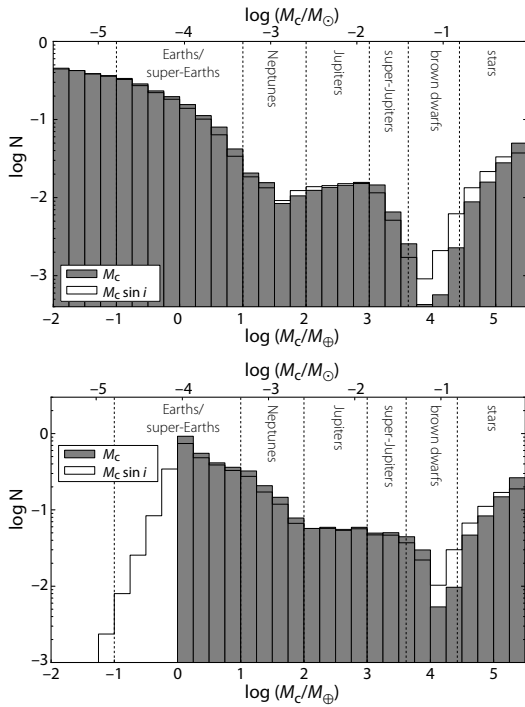 log (M_c/M_⊙)
-5 -4 -3 -2 -1
0
-1
-2
-3
log N
Earths/
super-Earths
Neptunes
Jupiters
super-Jupiters
brown dwarfs
stars
M_c
M_c sin i
-2 -1 0 1 2 3 4 5
log (M_c/M_⊕)
log (M_c/M_⊙)
-5 -4 -3 -2 -1
0
-1
-2
-3
log N
Earths/
super-Earths
Neptunes
Jupiters
super-Jupiters
brown dwarfs
stars
M_c
M_c sin i
-2 -1 0 1 2 3 4 5
log (M_c/M_⊕)